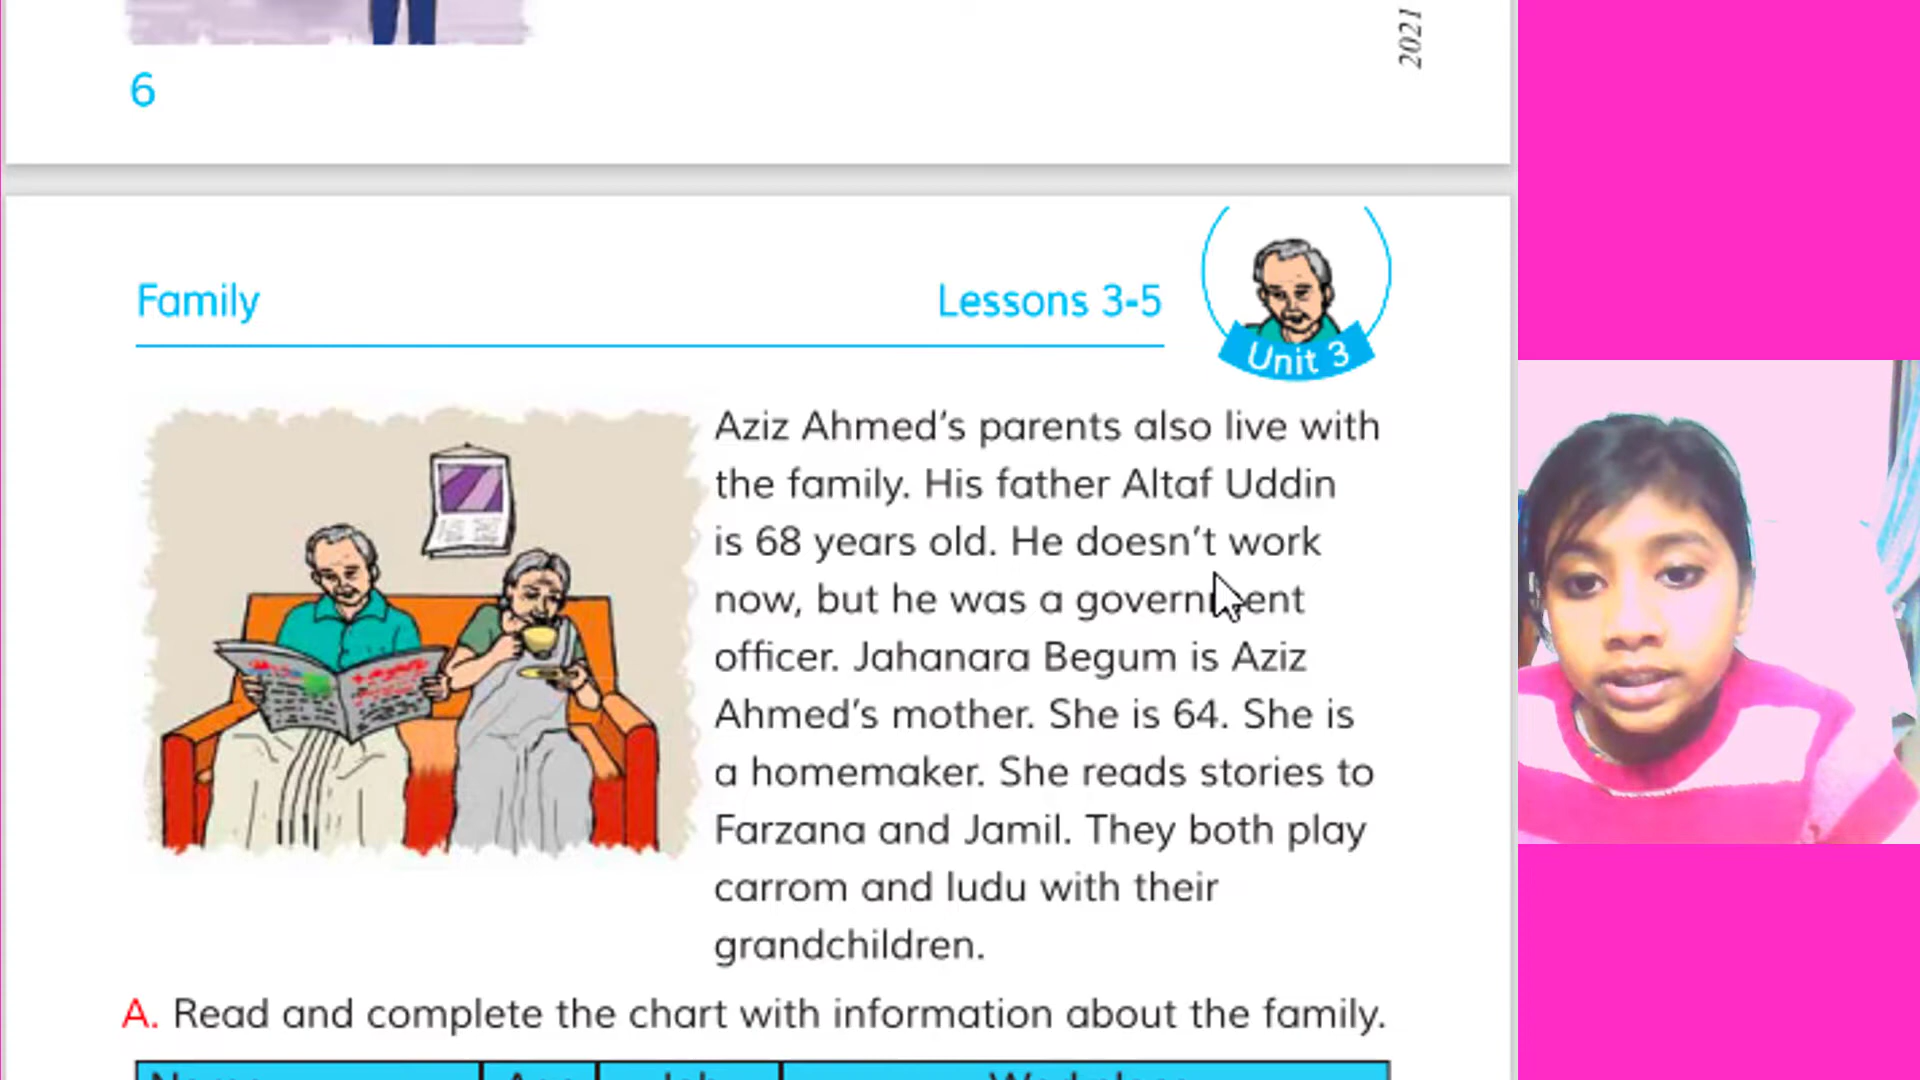 2021
6
Family
Lessons 3-5
Unit 3
Aziz Ahmed's parents also live with
the family. His father Altaf Uddin
is 68 years old. He doesn't work
now, but he was a government
officer. Jahanara Begum is Aziz
Ahmed's mother. She is 64. She is
a homemaker. She reads stories to
Farzana and Jamil. They both play
carrom and ludu with their
grandchildren.
A. Read and complete the chart with information about the family.